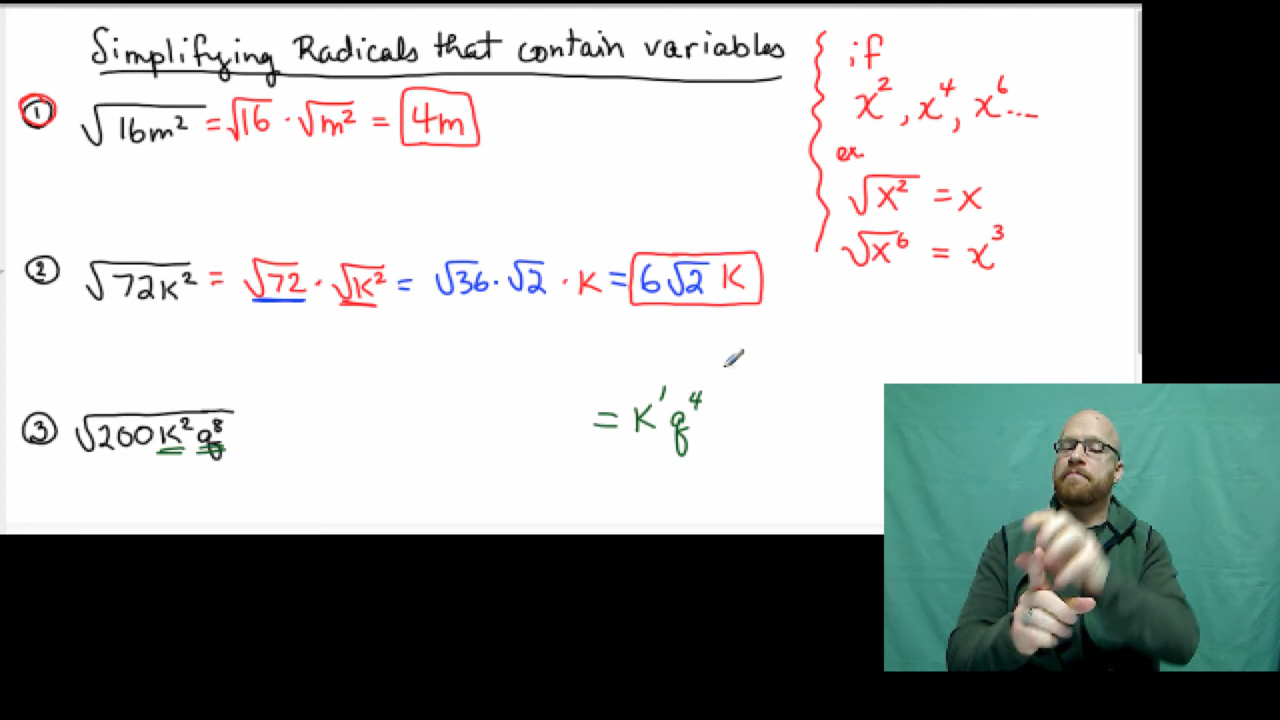 Simplifying Radicals that contain variables
① √16m² = √16 · √m² = 4m
② √72K² = √72 · √K² = √36 · √2 · K = 6√2 K
③ √200K²q⁸ = K¹q⁴
if
x², x⁴, x⁶...
ex
√x² = x
√x⁶ = x³